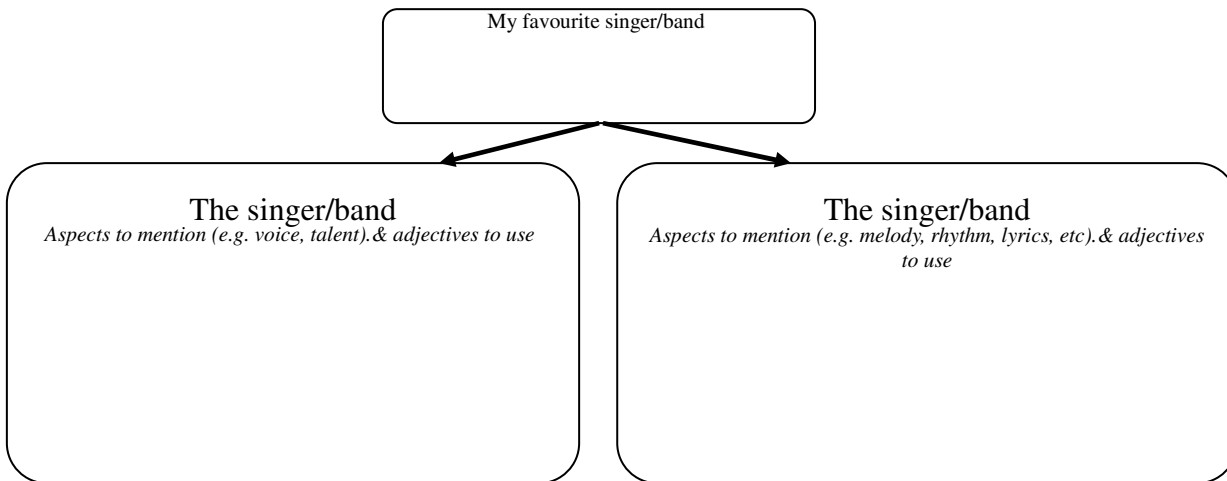 My favourite singer/band
The singer/band
Aspects to mention (e.g. voice, talent).& adjectives to use
The singer/band
Aspects to mention (e.g. melody, rhythm, lyrics, etc).& adjectives
to use